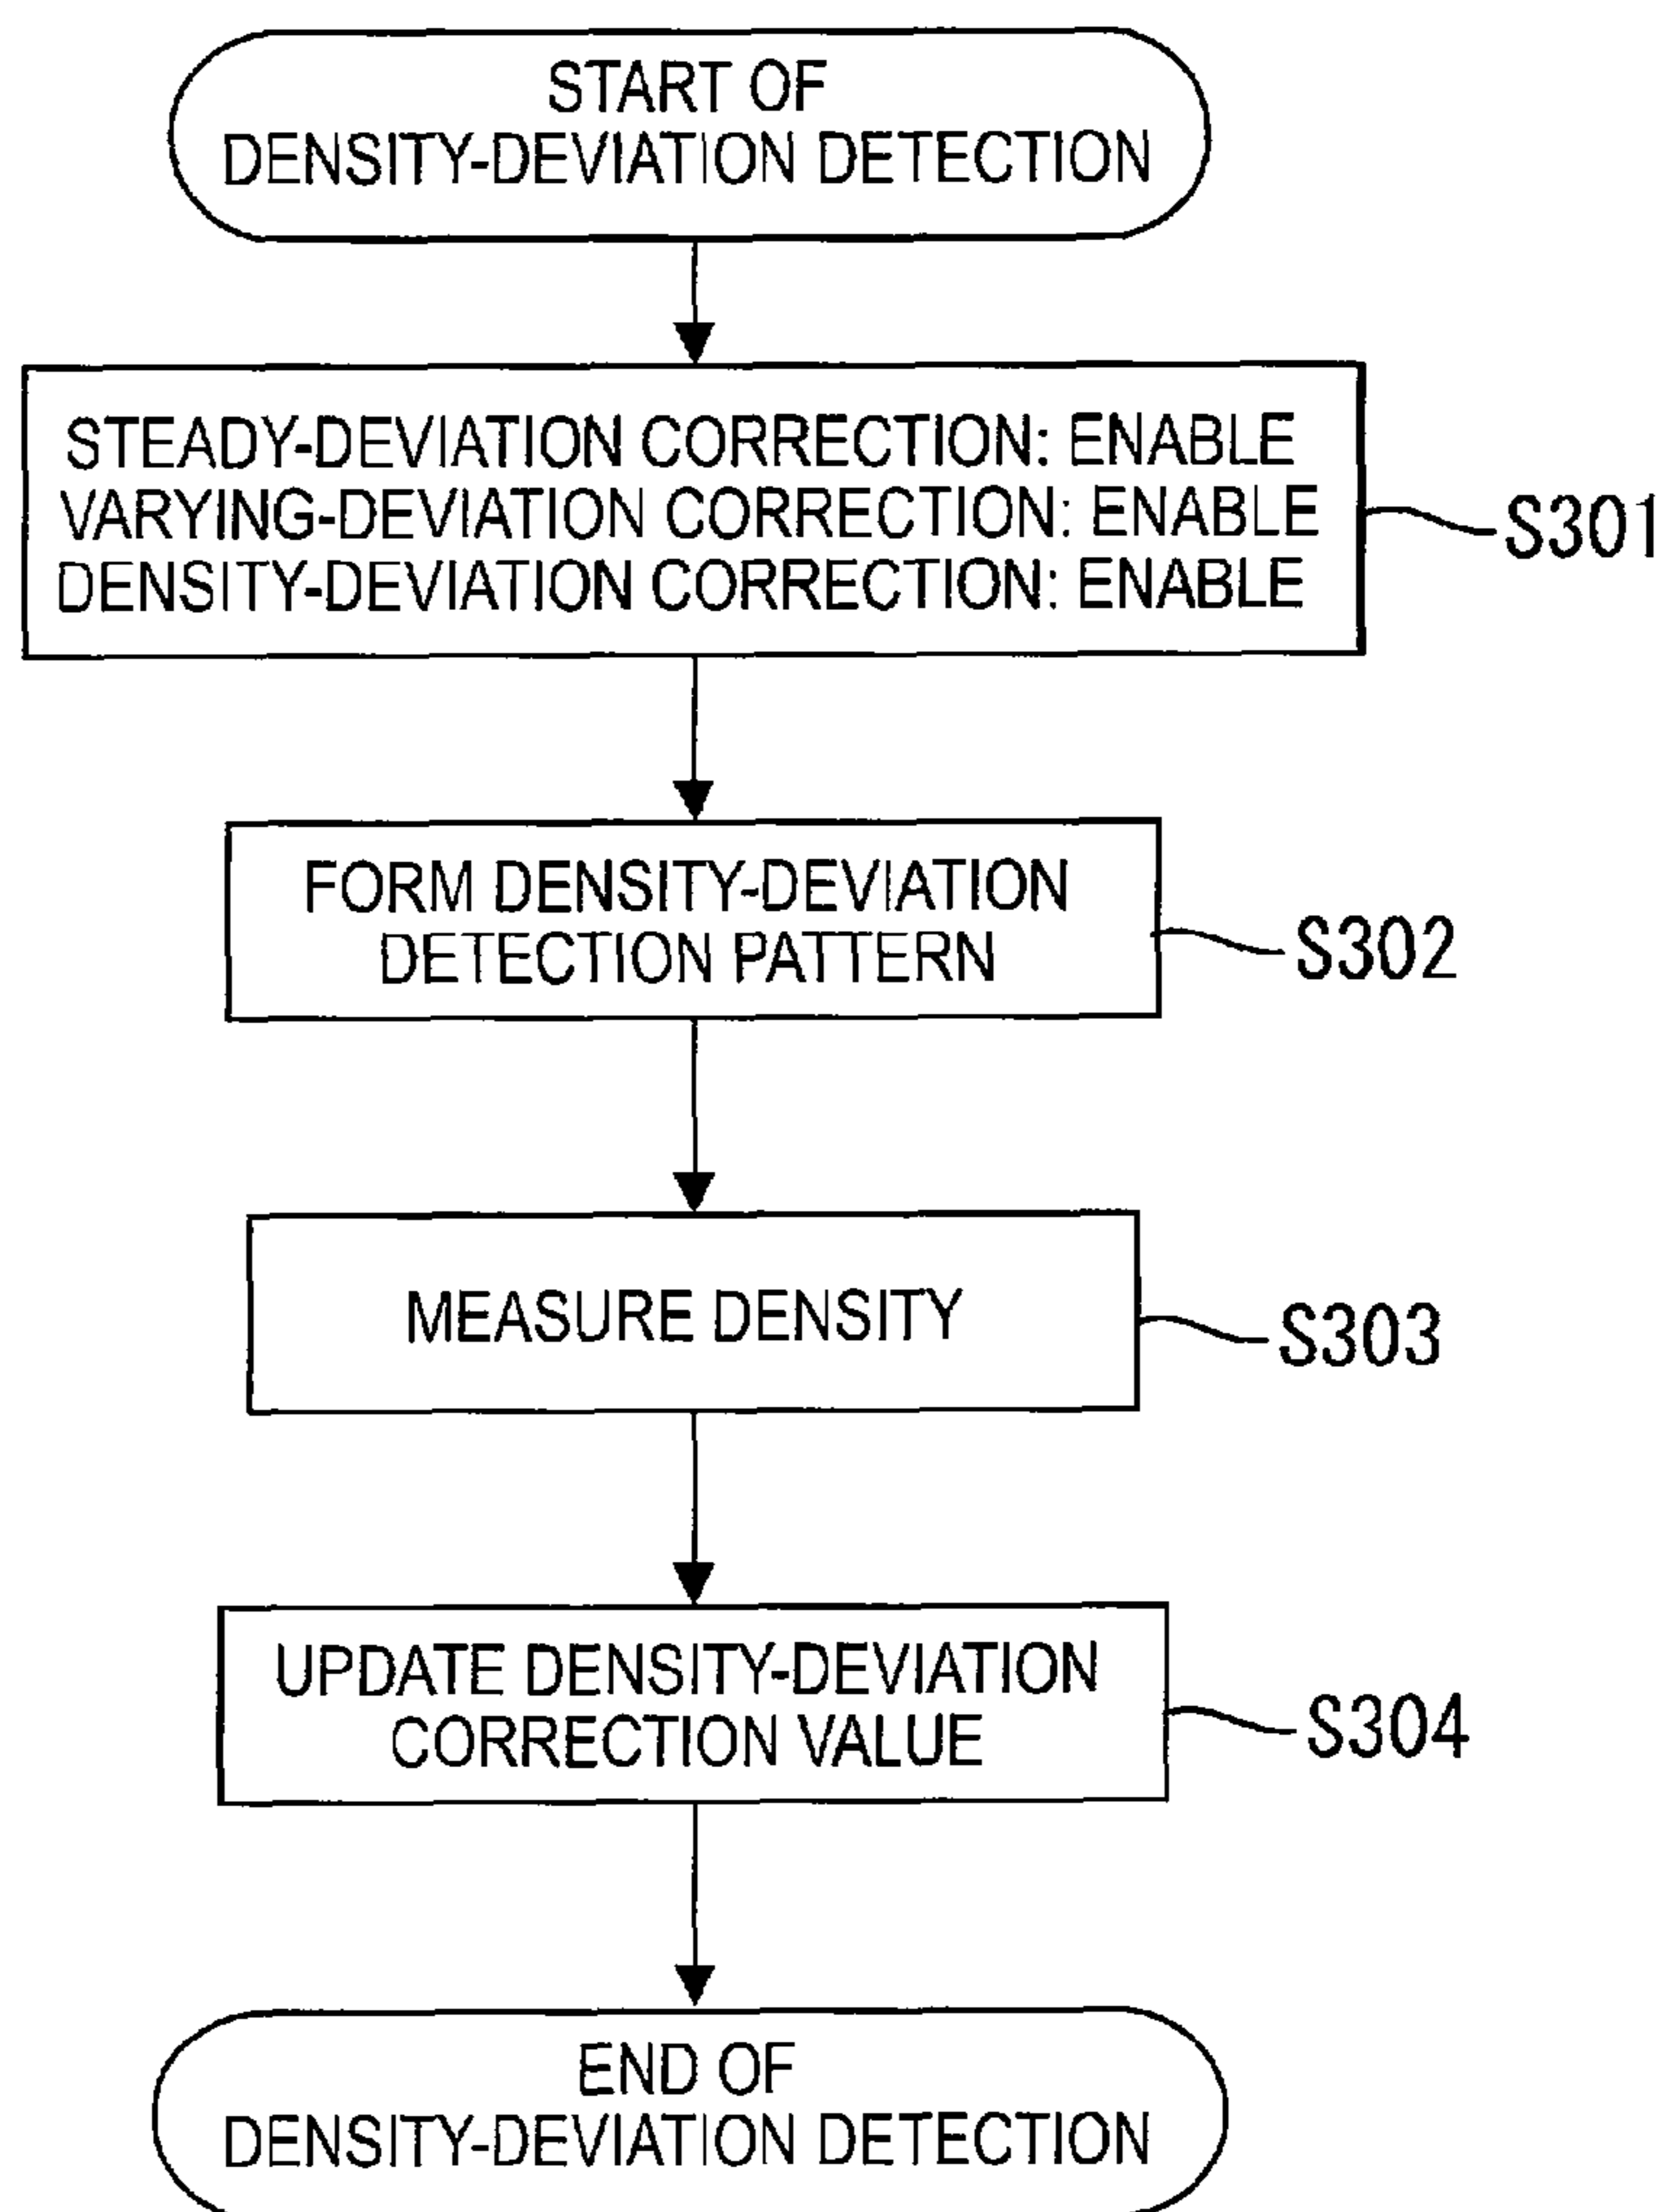 START OF
DENSITY-DEVIATION DETECTION
STEADY-DEVIATION CORRECTION: ENABLE
VARYING-DEVIATION CORRECTION: ENABLE
DENSITY-DEVIATION CORRECTION: ENABLE
S301
FORM DENSITY-DEVIATION
DETECTION PATTERN
S302
MEASURE DENSITY
S303
UPDATE DENSITY-DEVIATION
CORRECTION VALUE
S304
END OF
DENSITY-DEVIATION DETECTION